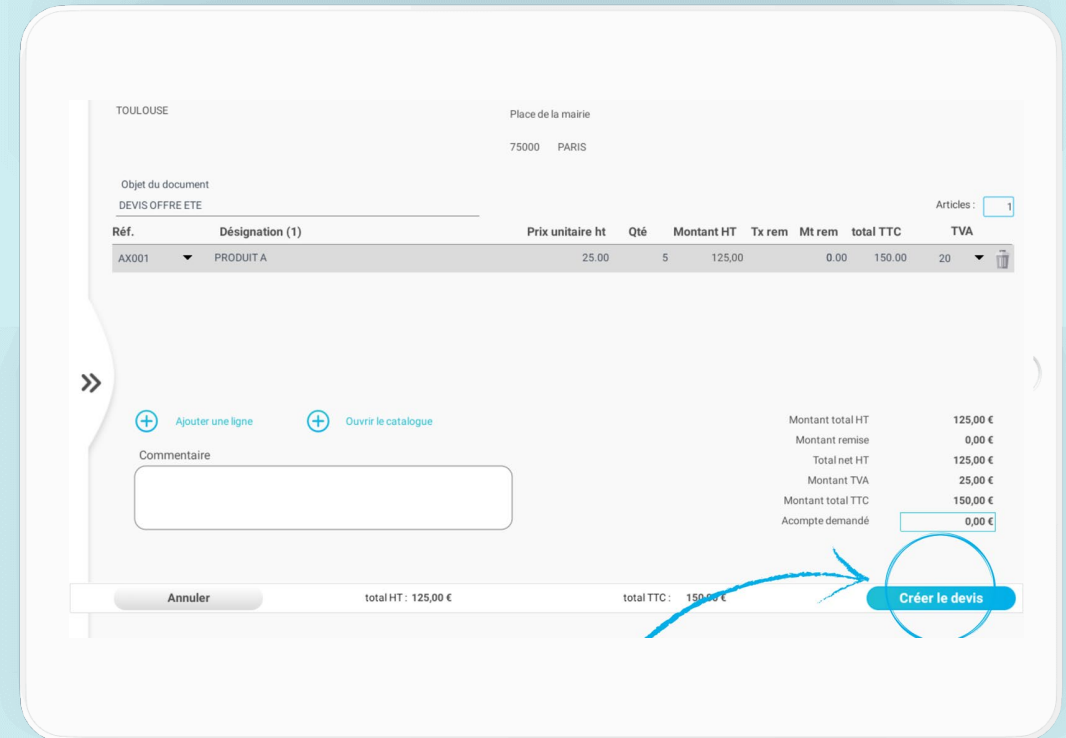 TOULOUSE
Place de la mairie
75000 PARIS
Objet du document
DEVIS OFFRE ETE
Articles : 1
Réf. Désignation (1) Prix unitaire ht Qté Montant HT Tx rem Mt rem total TTC TVA
AX001 PRODUIT A 25.00 5 125,00 0.00 150.00 20
Ajouter une ligne Ouvrir le catalogue
Commentaire
Montant total HT 125,00 €
Montant remise 0,00 €
Total net HT 125,00 €
Montant TVA 25,00 €
Montant total TTC 150,00 €
Acompte demandé 0,00 €
Annuler total HT : 125,00 € total TTC : 150,00 € Créer le devis